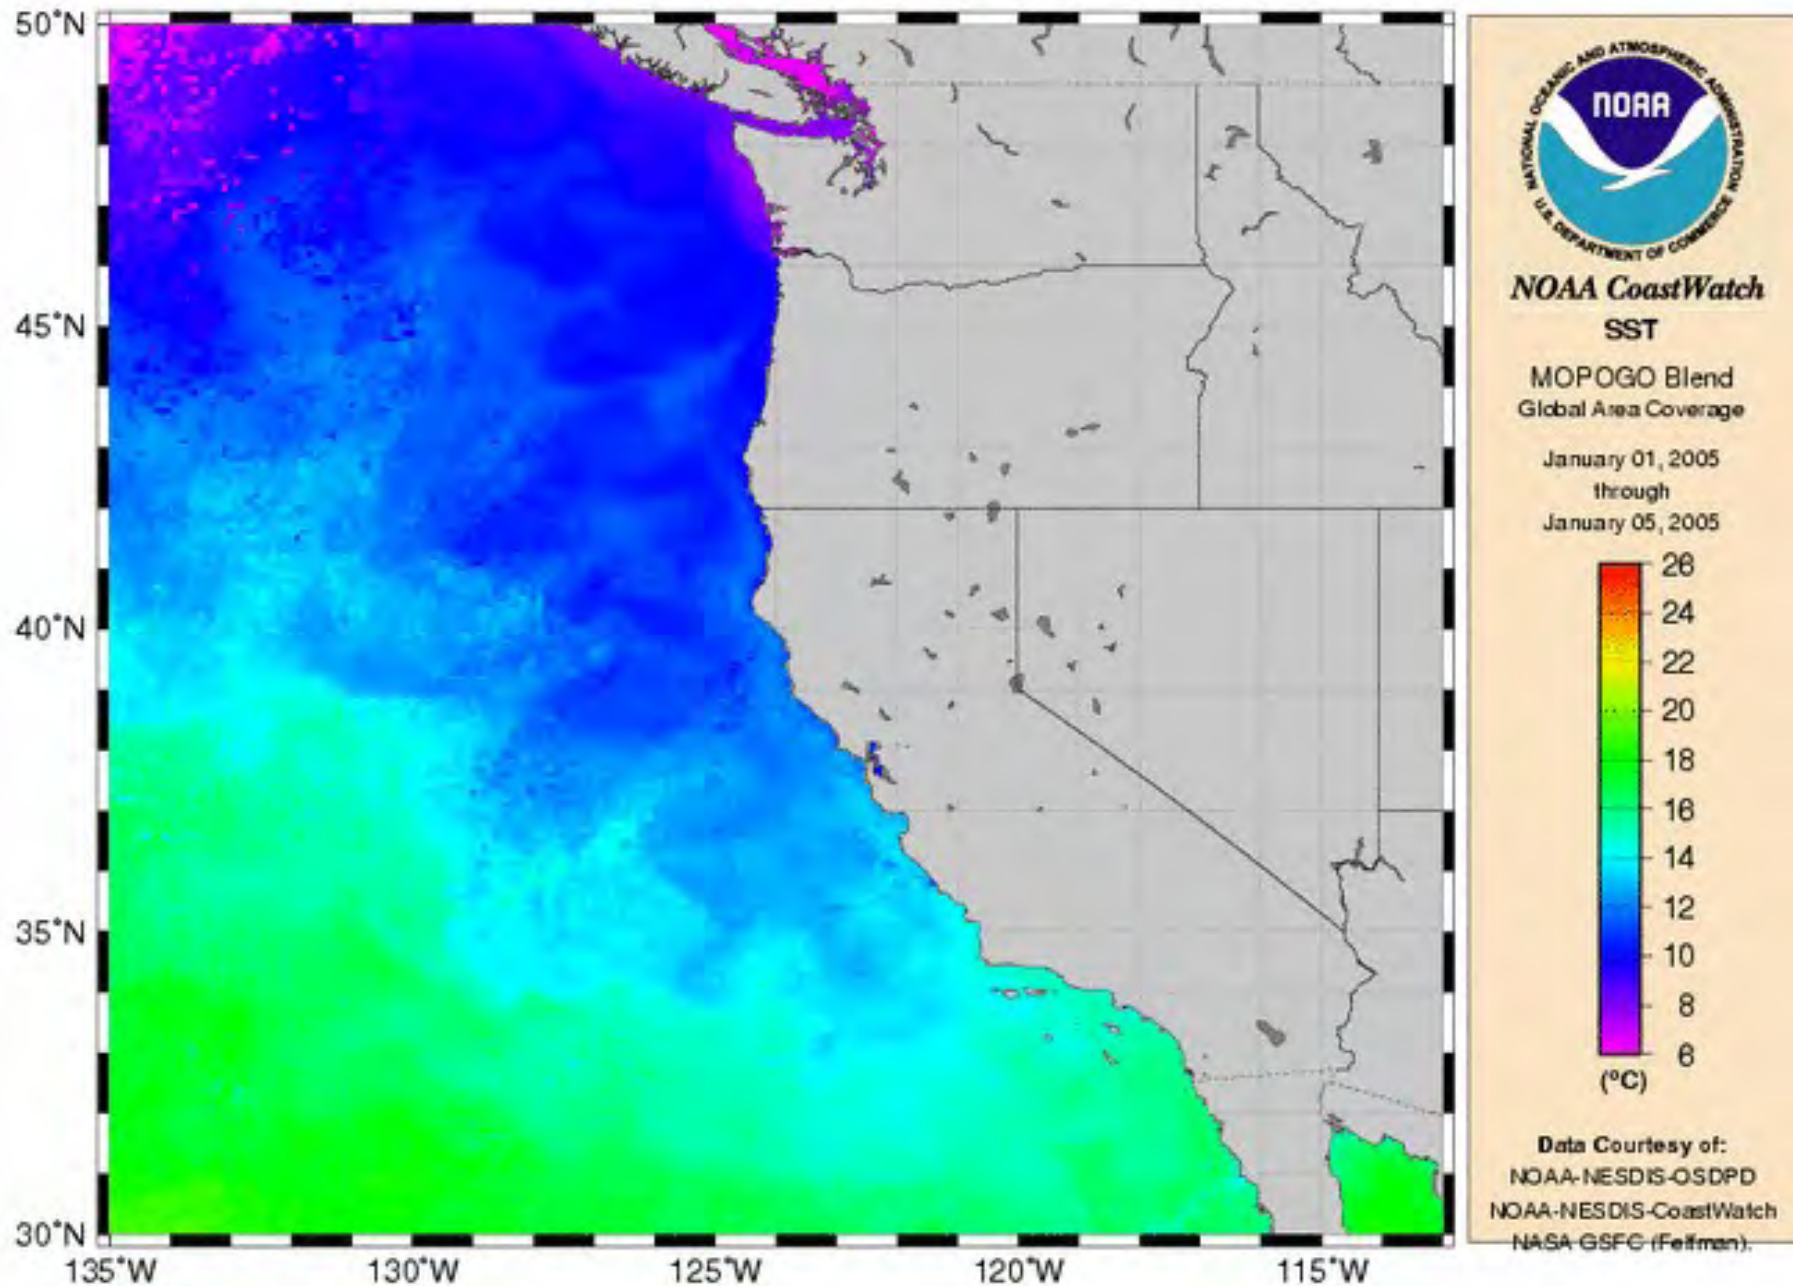 50°N
45°N
40°N
35°N
30°N
135°W
130°W
125°W
120°W
115°W
NATIONAL OCEANIC AND ATMOSPHERIC ADMINISTRATION
U.S. DEPARTMENT OF COMMERCE
NOAA
NOAA CoastWatch
SST
MOPOGO Blend
Global Area Coverage
January 01, 2005
through
January 05, 2005
26
24
22
20
18
16
14
12
10
8
6
(°C)
Data Courtesy of:
NOAA-NESDIS-OSDPD
NOAA-NESDIS-CoastWatch
NASA GSFC (Felfman).